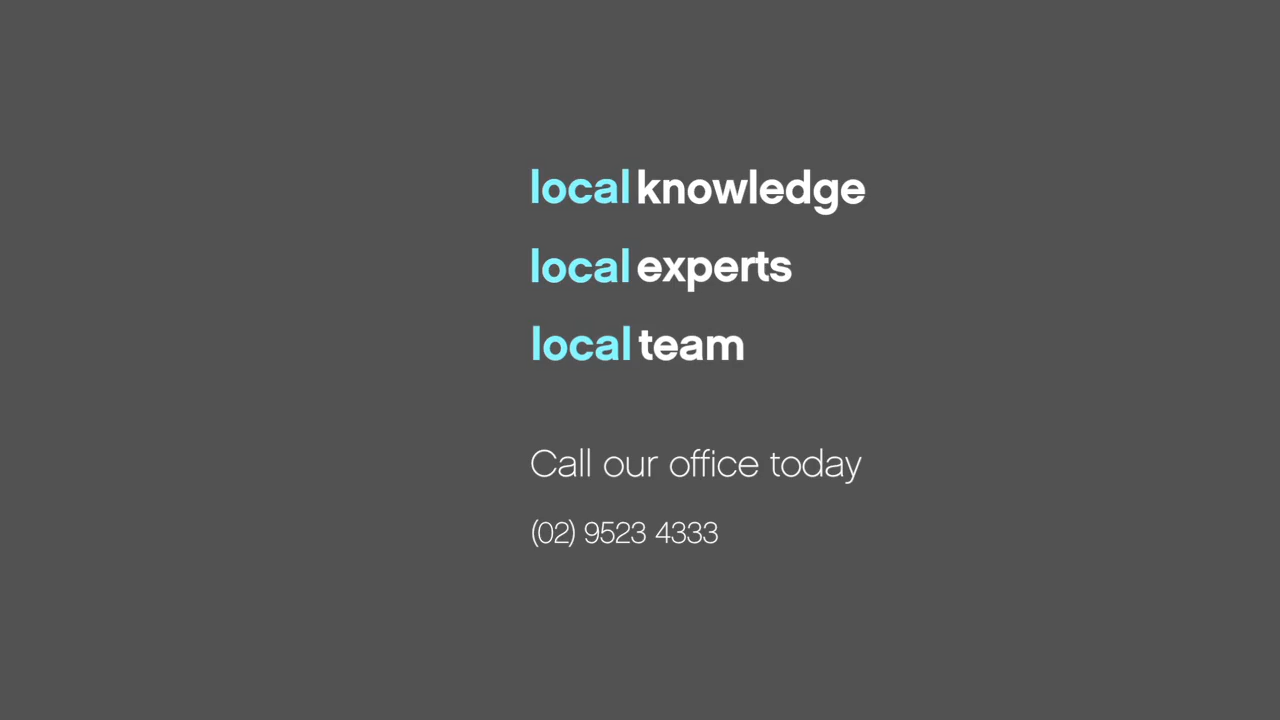 local knowledge
local experts
local team
Call our office today
(02) 9523 4333